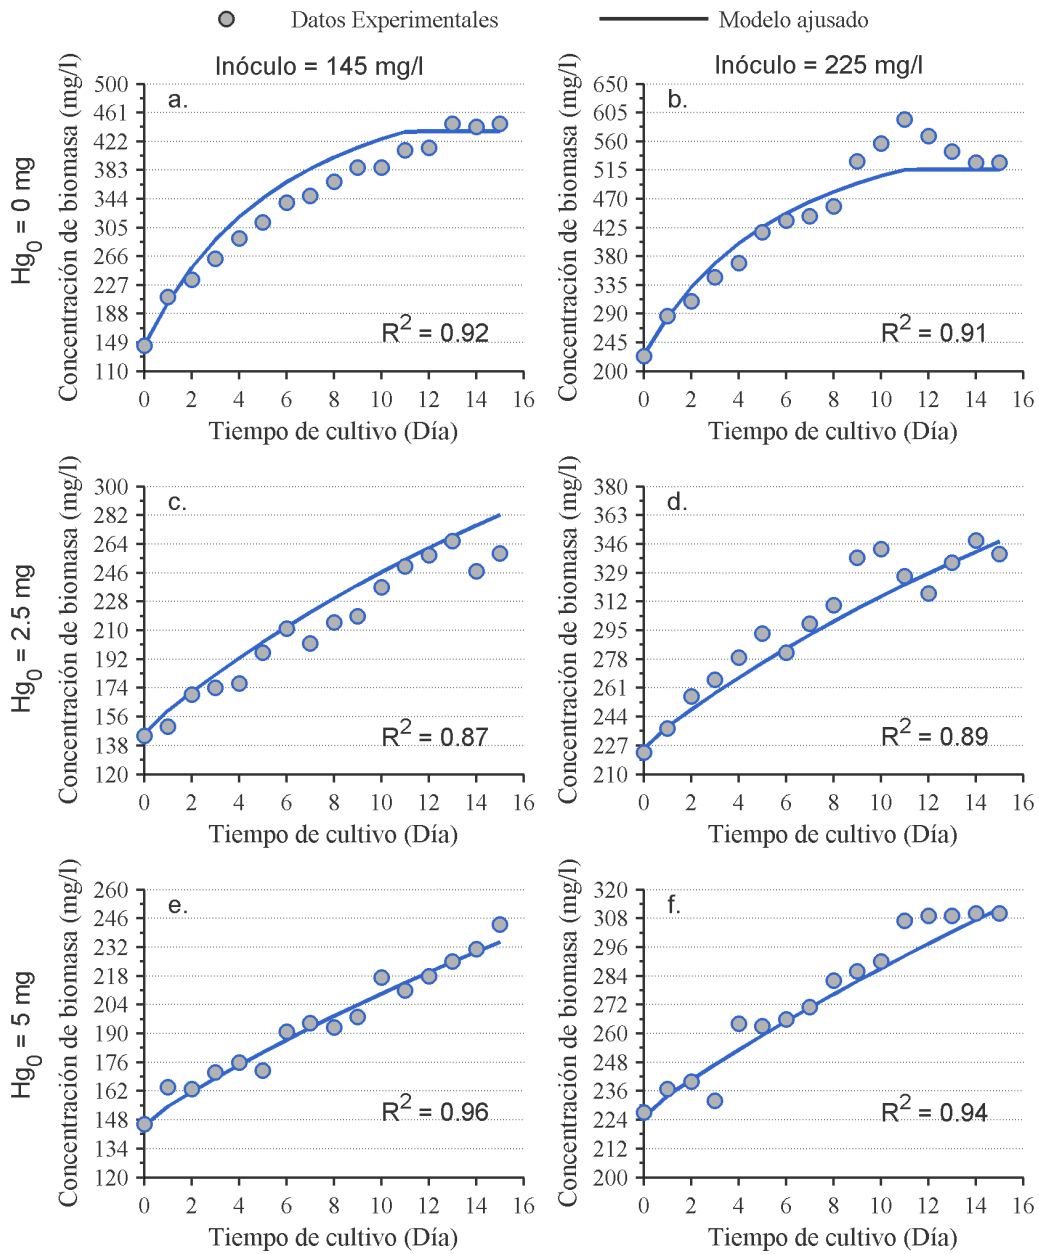 Datos Experimentales Modelo ajusado
Inóculo = 145 mg/l Inóculo = 225 mg/l
Hg0 = 0 mg
Concentración de biomasa (mg/l)
500
461
422
383
344
305
266
227
188
149
110
a.
R2 = 0.92
0 2 4 6 8 10 12 14 16
Tiempo de cultivo (Día)
Concentración de biomasa (mg/l)
650
605
560
515
470
425
380
335
290
245
200
b.
R2 = 0.91
0 2 4 6 8 10 12 14 16
Tiempo de cultivo (Día)
Hg0 = 2.5 mg
Concentración de biomasa (mg/l)
300
282
264
246
228
210
192
174
156
138
120
c.
R2 = 0.87
0 2 4 6 8 10 12 14 16
Tiempo de cultivo (Día)
Concentración de biomasa (mg/l)
380
363
346
329
312
295
278
261
244
227
210
d.
R2 = 0.89
0 2 4 6 8 10 12 14 16
Tiempo de cultivo (Día)
Hg0 = 5 mg
Concentración de biomasa (mg/l)
260
246
232
218
204
190
176
162
148
134
120
e.
R2 = 0.96
0 2 4 6 8 10 12 14 16
Tiempo de cultivo (Día)
Concentración de biomasa (mg/l)
320
308
296
284
272
260
248
236
224
212
200
f.
R2 = 0.94
0 2 4 6 8 10 12 14 16
Tiempo de cultivo (Día)